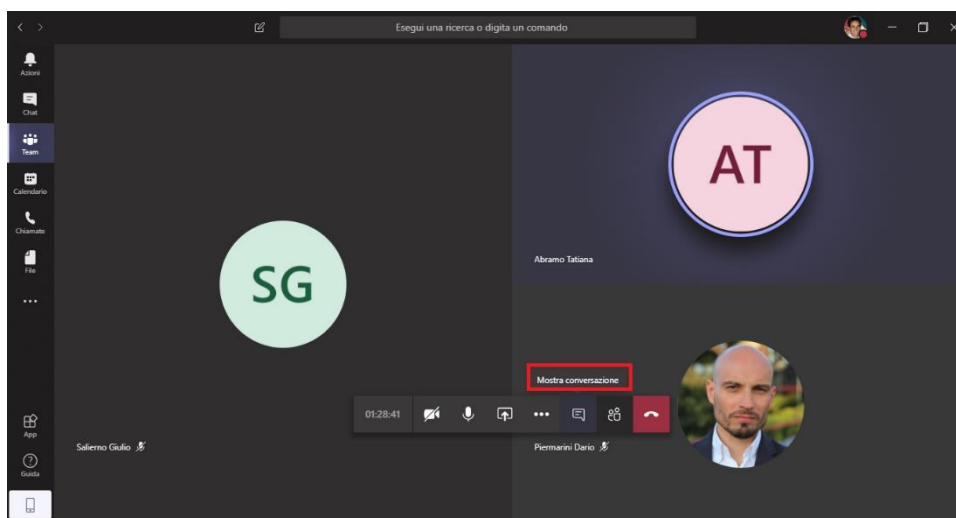 Esegui una ricerca o digita un comando
Azioni
Chat
Team
Calendario
Chiamate
File
App
Guida
SG
Salierno Giulio
AT
Abramo Tatiana
Mostra conversazione
01:28:41
Piermarini Dario